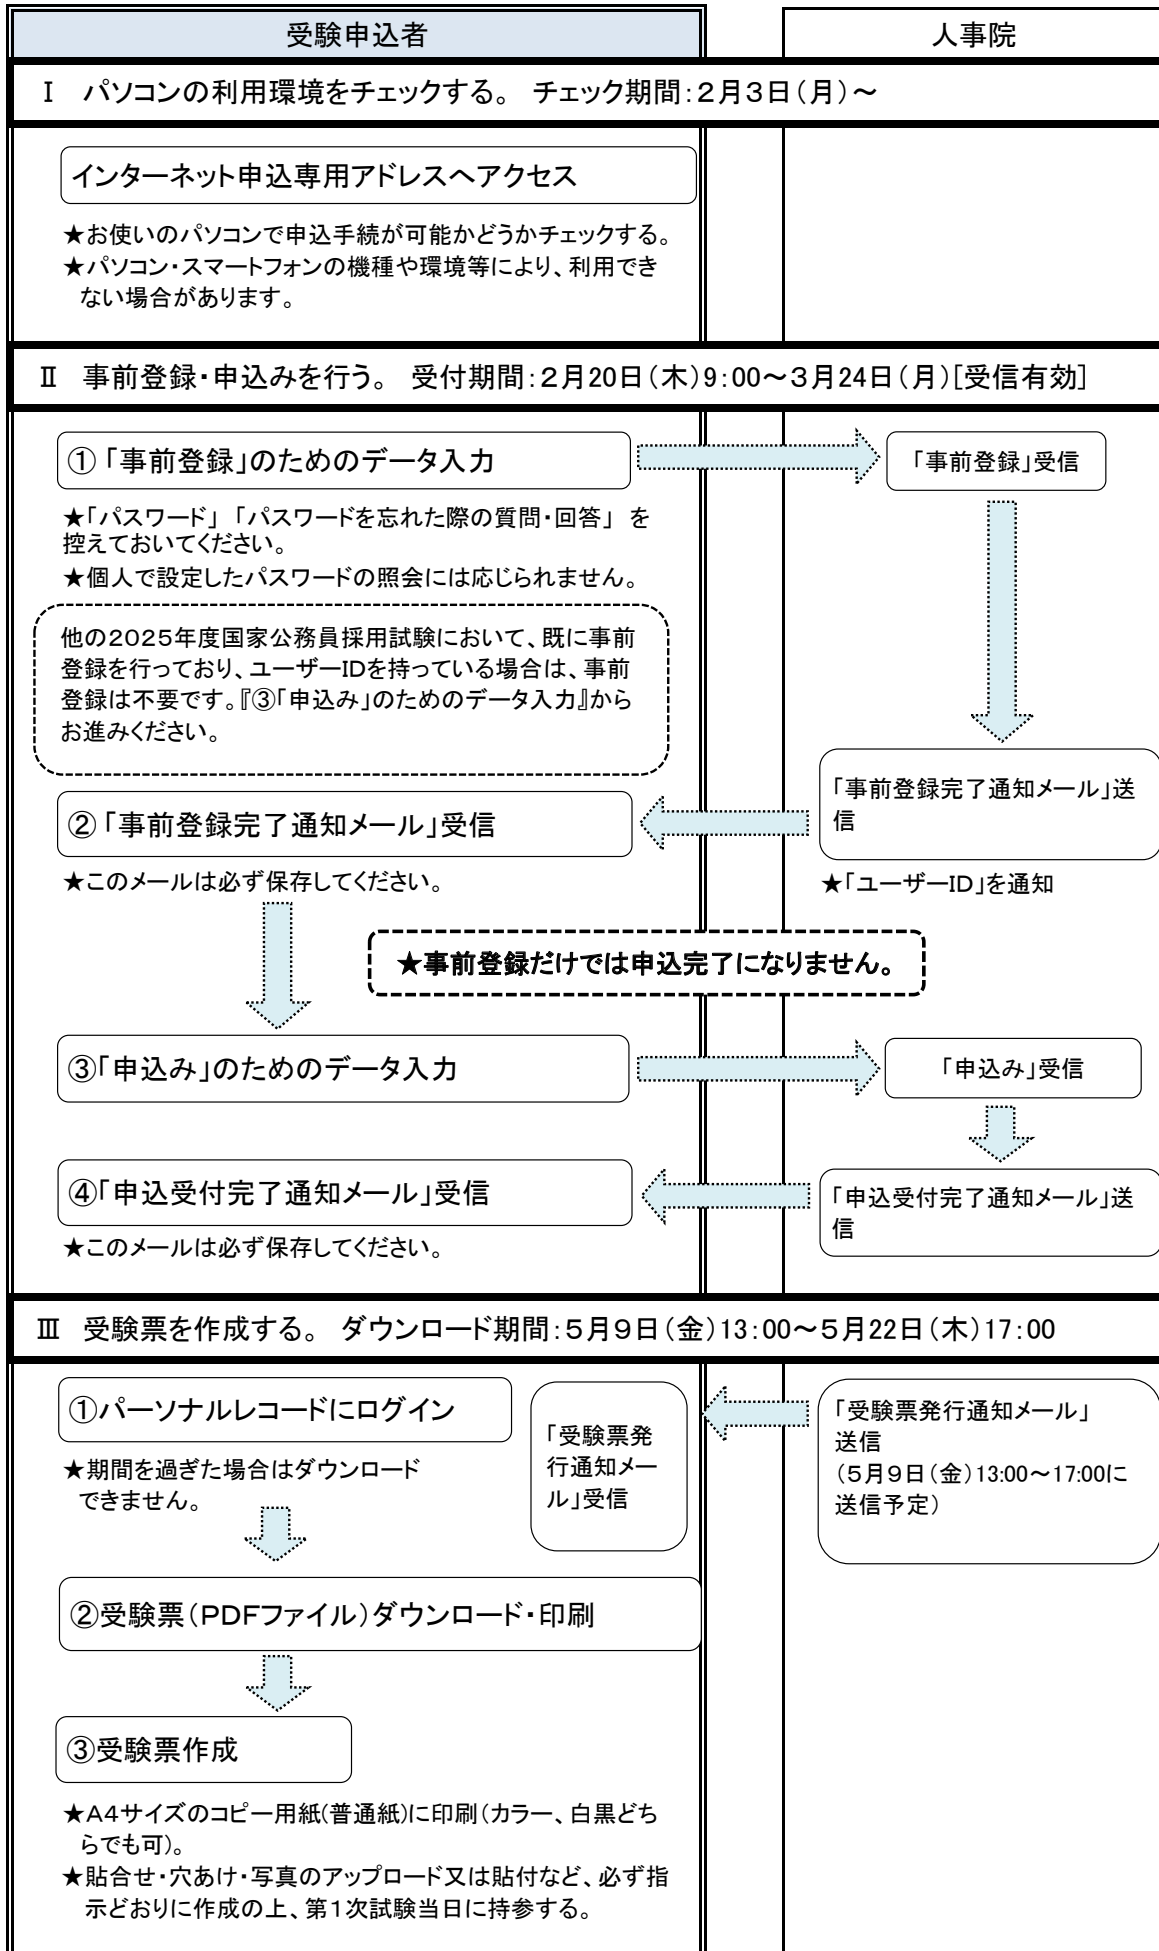 受験申込者
人事院
Ⅰ　パソコンの利用環境をチェックする。 チェック期間：２月３日（月）～
インターネット申込専用アドレスへアクセス
★お使いのパソコンで申込手続が可能かどうかチェックする。
★パソコン・スマートフォンの機種や環境等により、利用でき
ない場合があります。
Ⅱ　事前登録・申込みを行う。 受付期間：２月20日（木）9：00～３月24日（月）[受信有効]
①「事前登録」のためのデータ入力
「事前登録」受信
★「パスワード」「パスワードを忘れた際の質問・回答」 を
控えておいてください。
★個人で設定したパスワードの照会には応じられません。
他の２０２５年度国家公務員採用試験において、既に事前
登録を行っており、ユーザーIDを持っている場合は、事前
登録は不要です。『③「申込み」のためのデータ入力』から
お進みください。
「事前登録完了通知メール」送
信
②「事前登録完了通知メール」受信
★このメールは必ず保存してください。
★「ユーザーID」を通知
★事前登録だけでは申込完了になりません。
③「申込み」のためのデータ入力
「申込み」受信
④「申込受付完了通知メール」受信
「申込受付完了通知メール」送
信
★このメールは必ず保存してください。
Ⅲ　受験票を作成する。 ダウンロード期間：５月９日（金）13：00～５月22日（木）17：00
①パーソナルレコードにログイン
★期間を過ぎた場合はダウンロード
できません。
「受験票発
行通知メー
ル」受信
「受験票発行通知メール」
送信
（５月９日（金）13:00～17:00に
送信予定）
②受験票（PDFファイル）ダウンロード・印刷
③受験票作成
★Ａ４サイズのコピー用紙(普通紙)に印刷（カラー、白黒どち
らでも可）。
★貼合せ・穴あけ・写真のアップロード又は貼付など、必ず指
示どおりに作成の上、第１次試験当日に持参する。